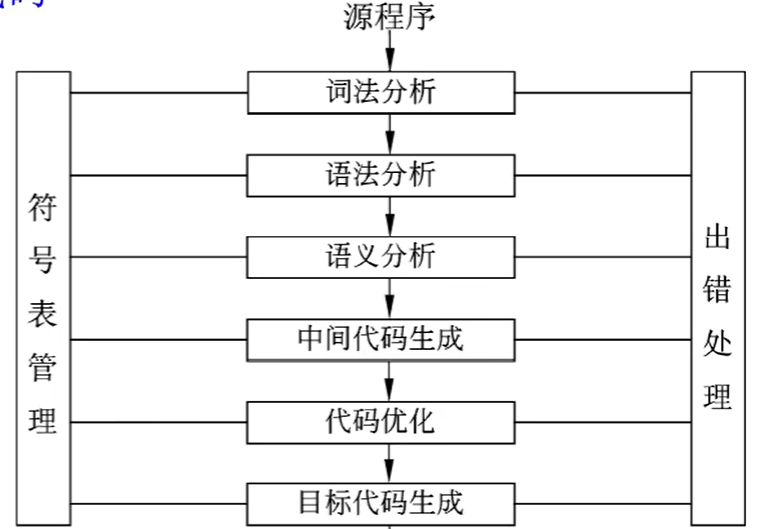 源程序
词法分析
语法分析
语义分析
中间代码生成
代码优化
目标代码生成
符号表管理
出错处理